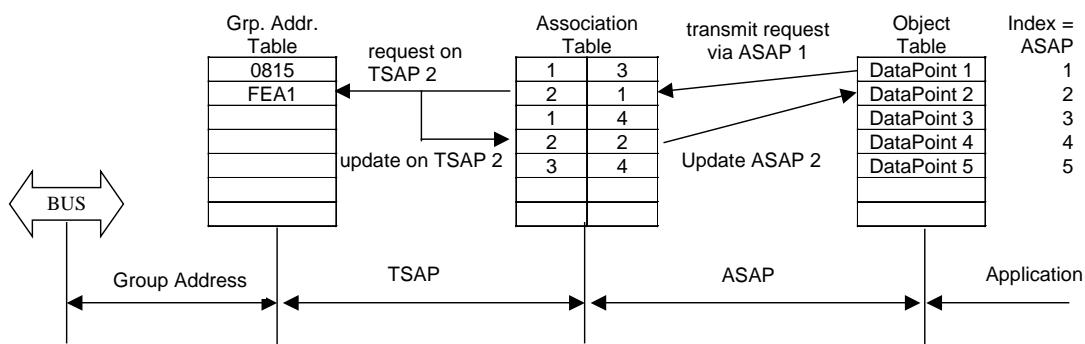 Grp. Addr.
Table
Association
Table
Object
Table
Index =
ASAP
request on
TSAP 2
transmit request
via ASAP 1
0815
1 3
DataPoint 1
1
FEA1
2 1
DataPoint 2
2
1 4
DataPoint 3
3
2 2
DataPoint 4
4
3 4
DataPoint 5
5
update on TSAP 2
Update ASAP 2
BUS
Group Address
TSAP
ASAP
Application